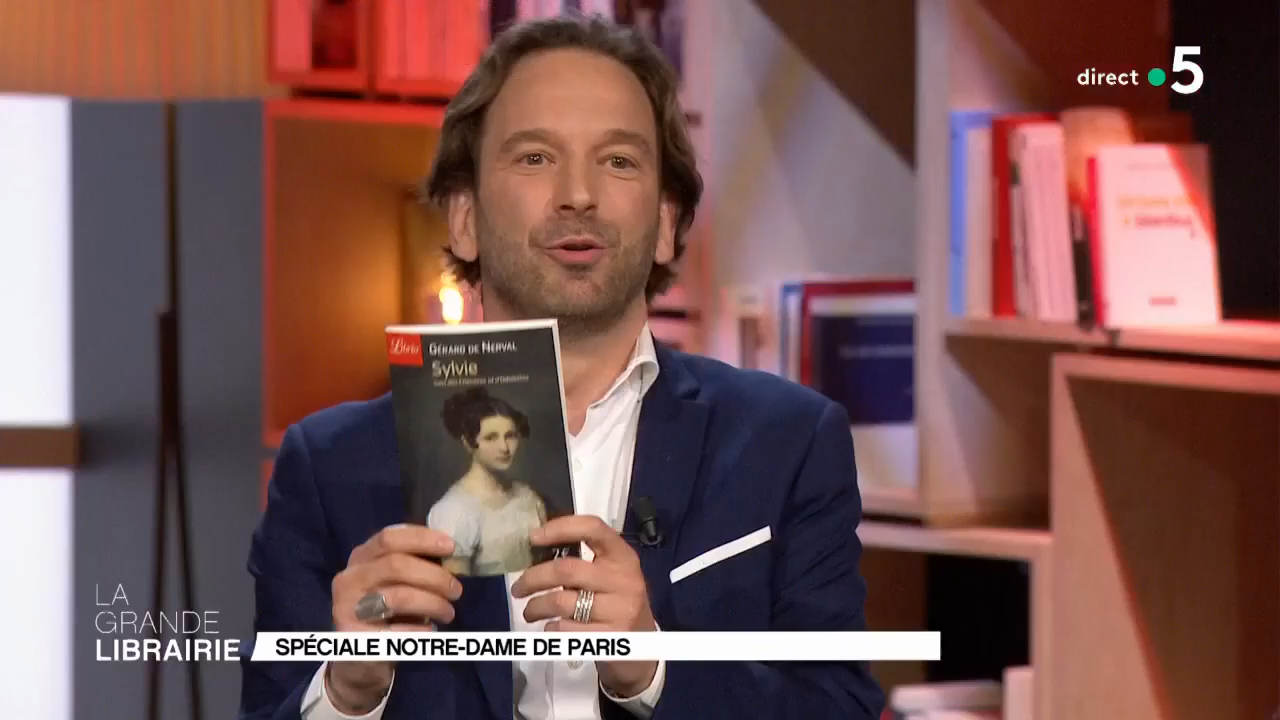 direct 5
Librio
GÉRARD DE NERVAL
Sylvie
LA
GRANDE
LIBRAIRIE
SPÉCIALE NOTRE-DAME DE PARIS